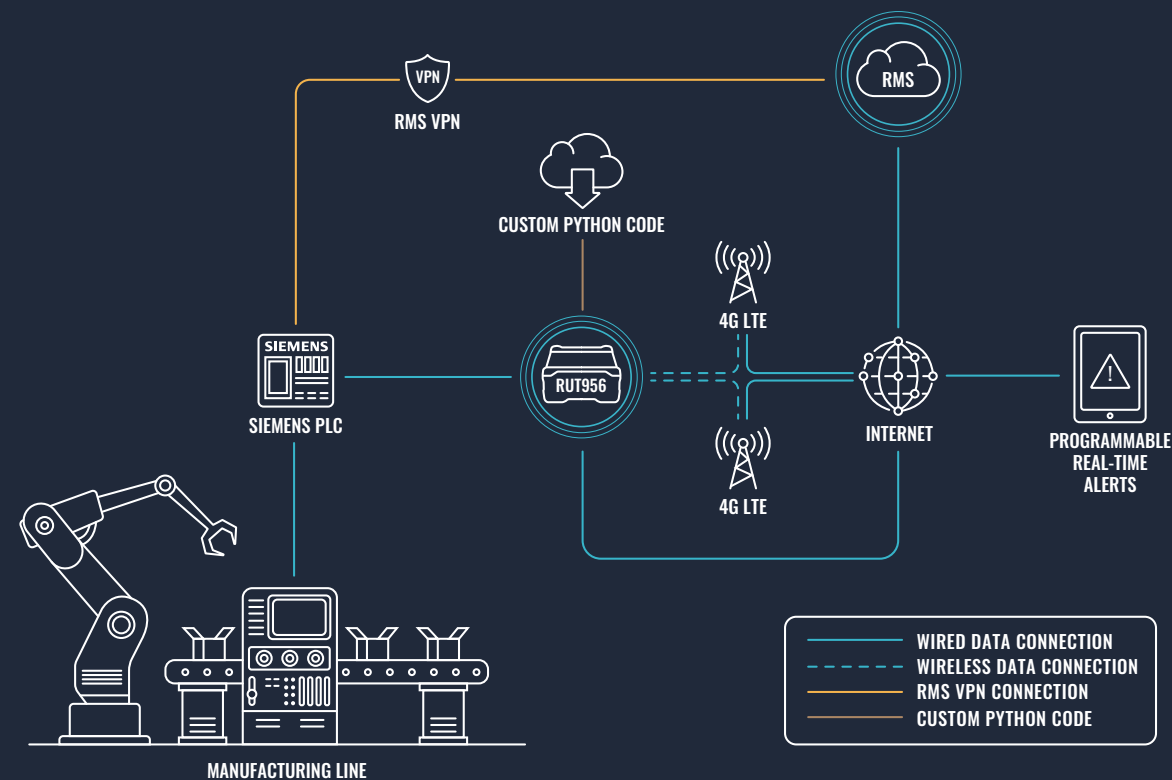 VPN
RMS VPN
RMS
CUSTOM PYTHON CODE
4G LTE
SIEMENS
SIEMENS PLC
RUT956
INTERNET
4G LTE
PROGRAMMABLE
REAL-TIME
ALERTS
WIRED DATA CONNECTION
WIRELESS DATA CONNECTION
RMS VPN CONNECTION
CUSTOM PYTHON CODE
MANUFACTURING LINE